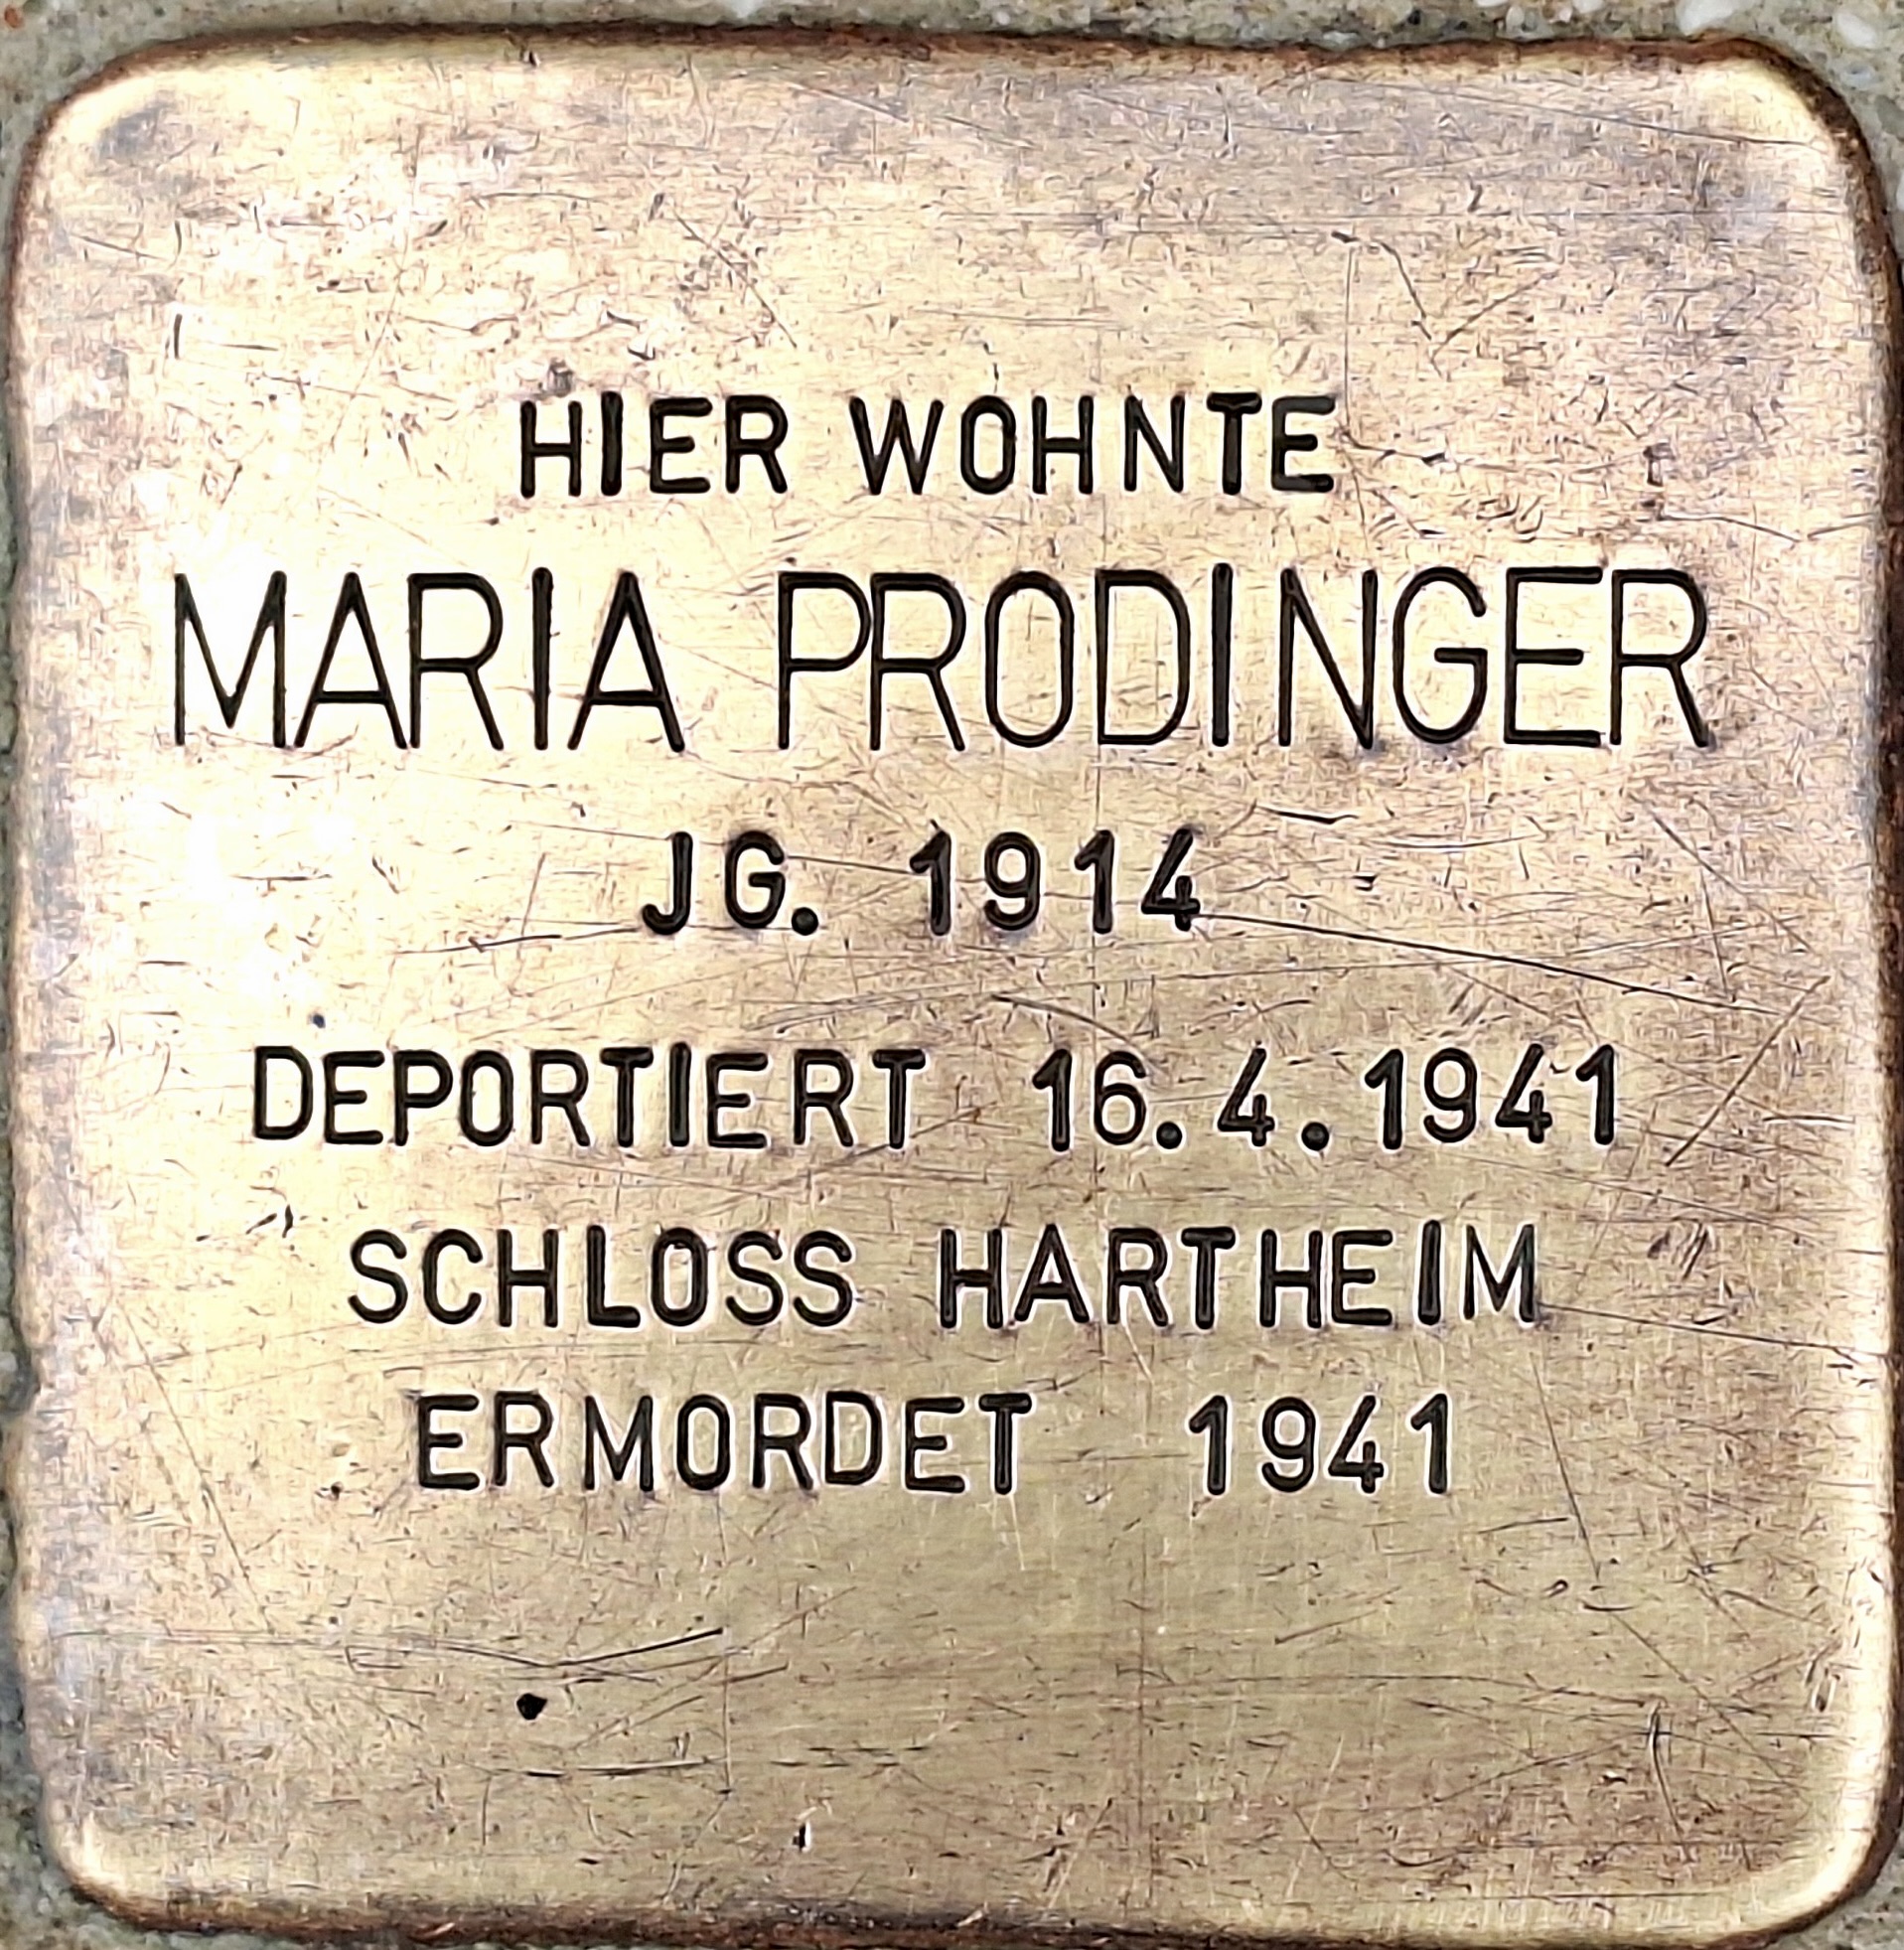 HIER WOHNTE
MARIA PRODINGER
JG. 1914
DEPORTIERT 16.4.1941
SCHLOSS HARTHEIM
ERMORDET 1941